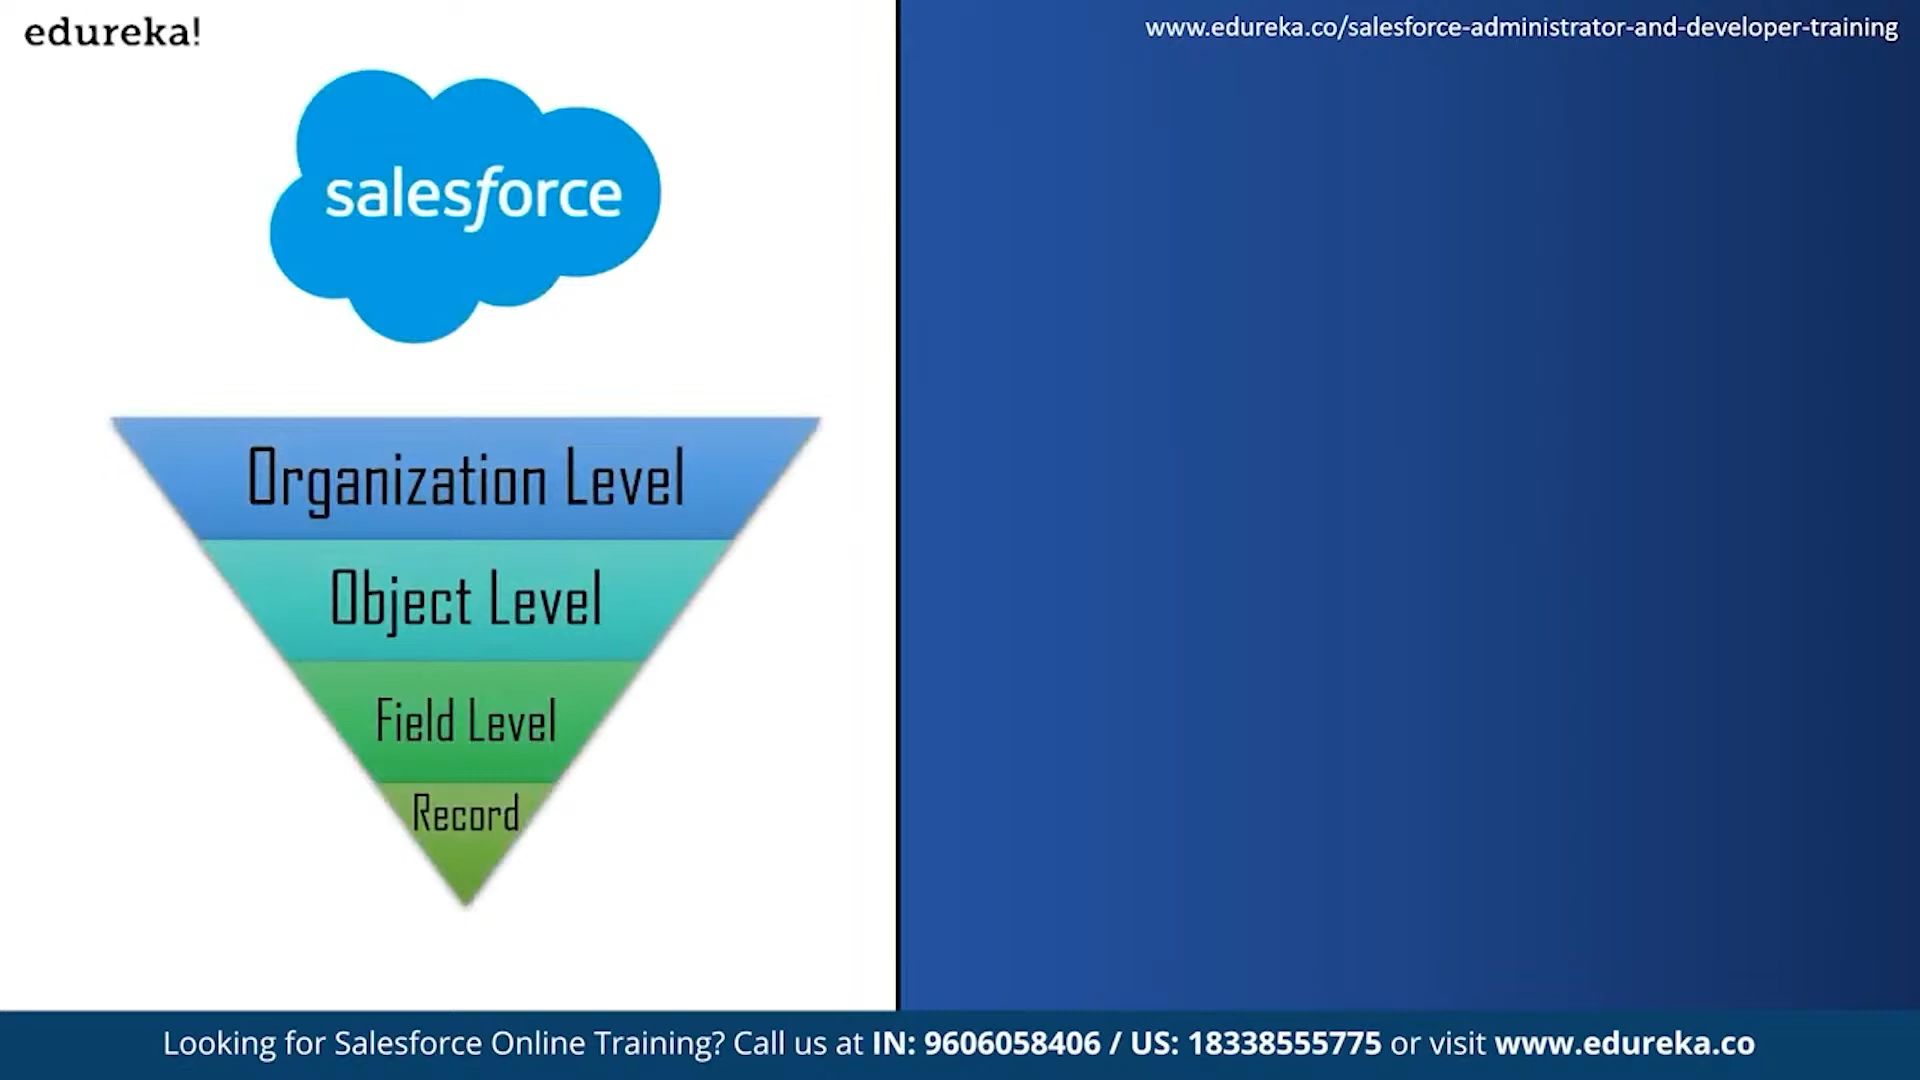 edureka!
www.edureka.co/salesforce-administrator-and-developer-training
salesforce
Organization Level
Object Level
Field Level
Record
Looking for Salesforce Online Training? Call us at IN: 9606058406 / US: 18338555775 or visit www.edureka.co